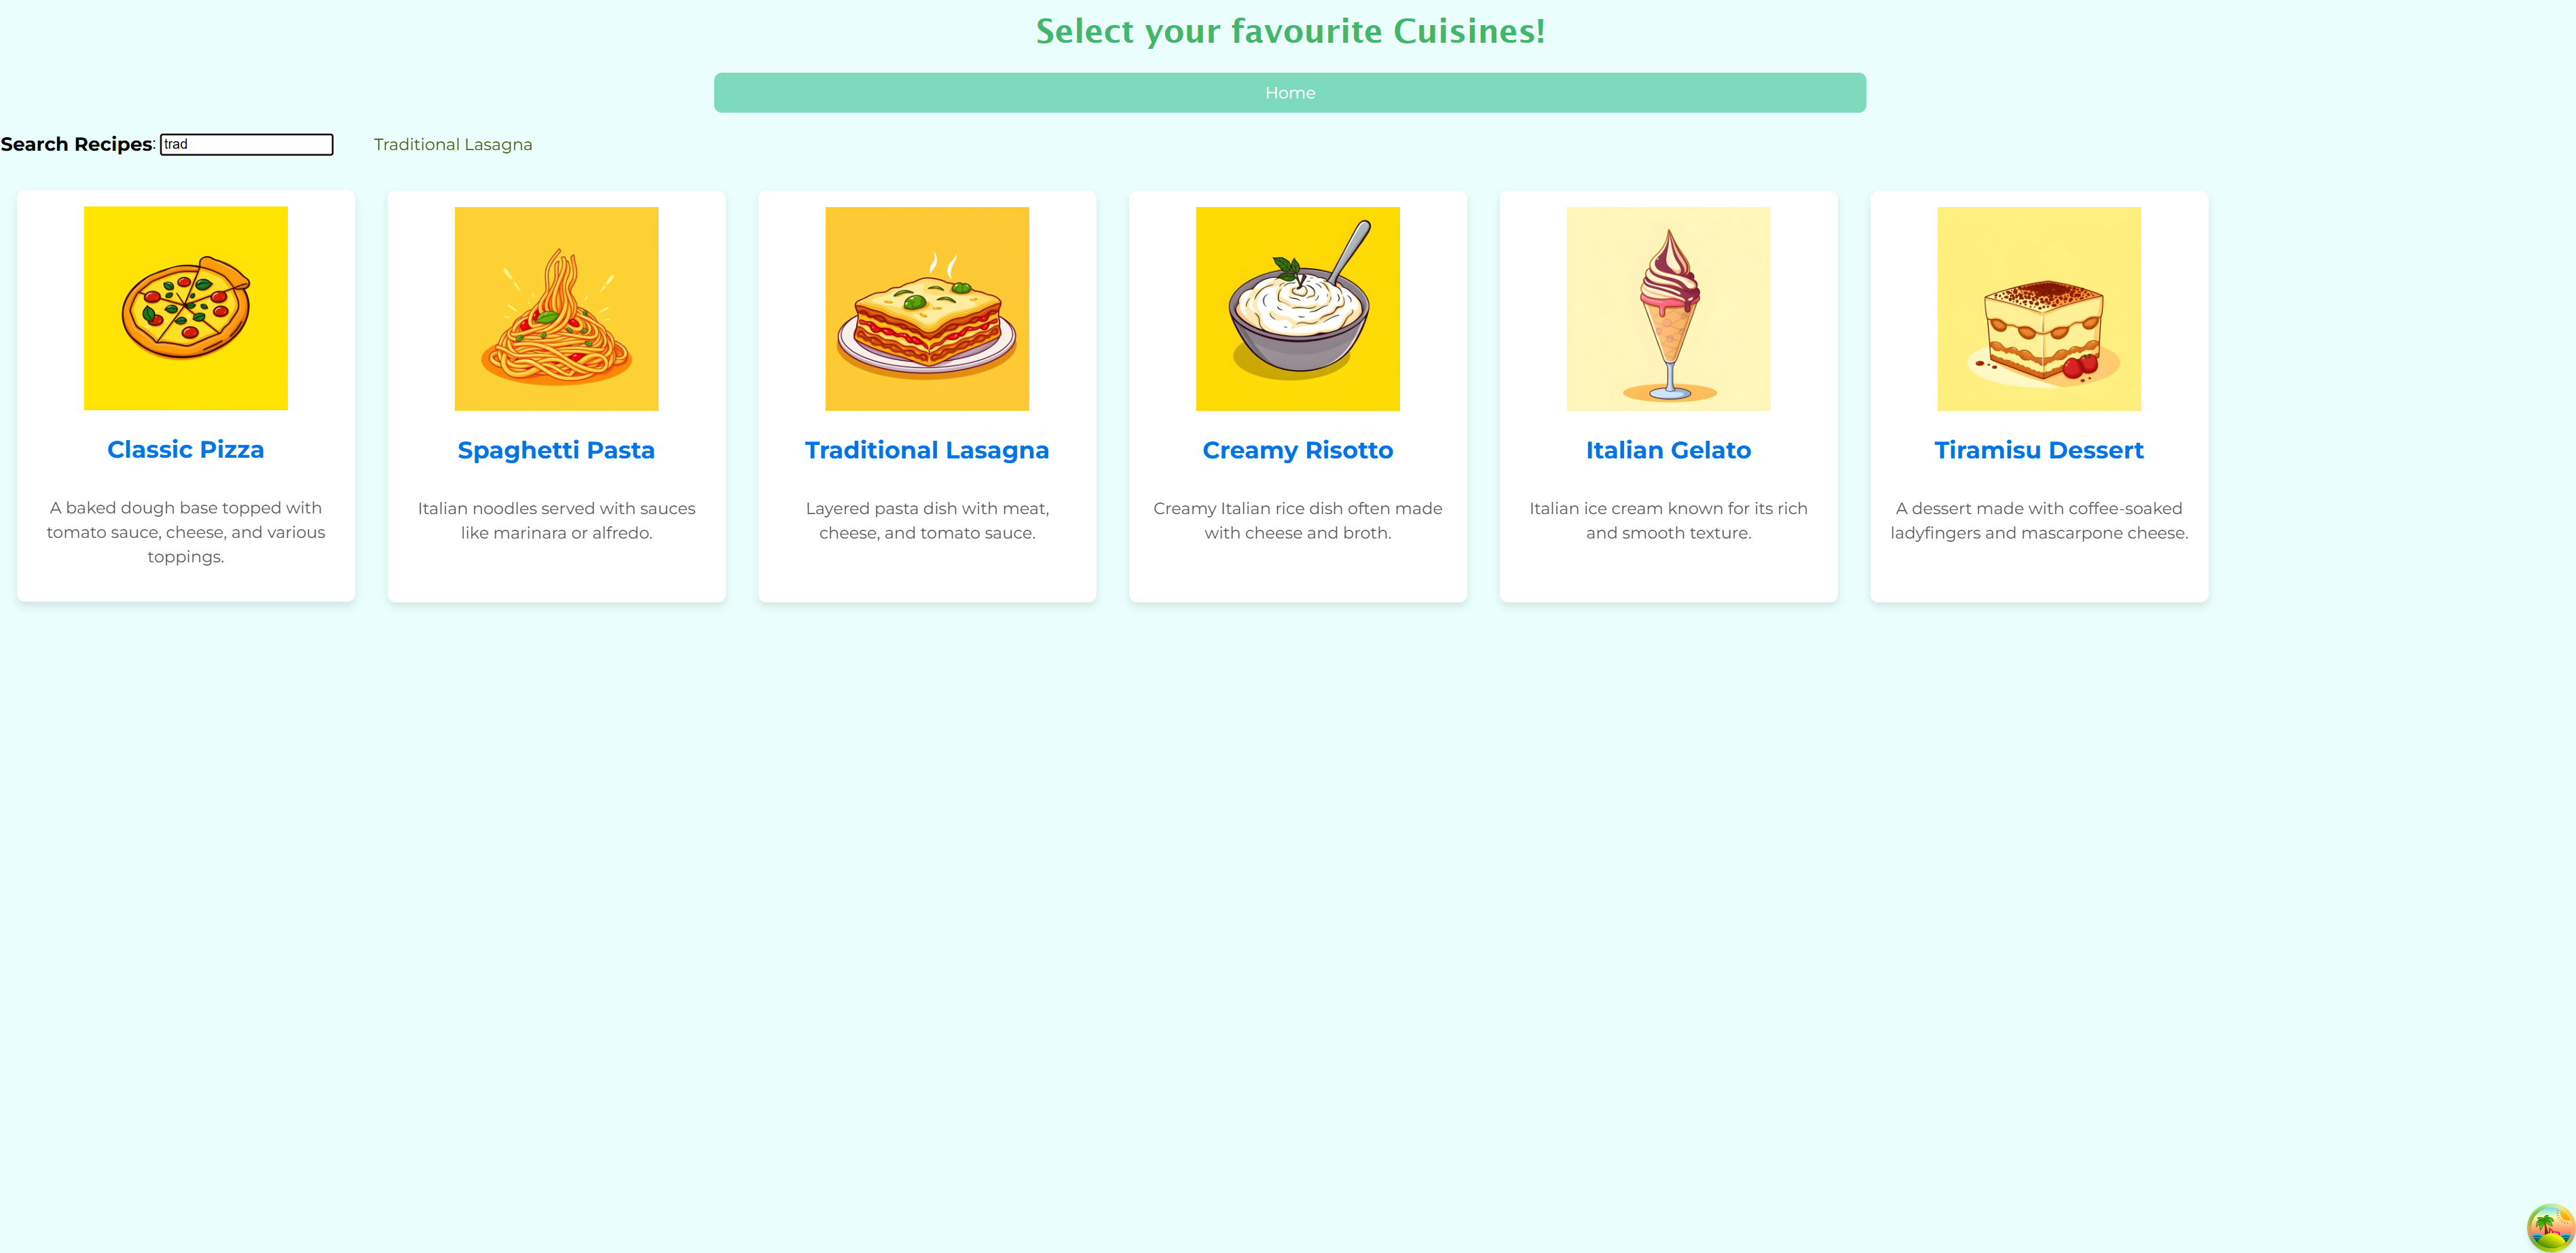 Select your favourite Cuisines!
Home
Search Recipes: trad Traditional Lasagna
Classic Pizza
A baked dough base topped with
tomato sauce, cheese, and various
toppings.
Spaghetti Pasta
Italian noodles served with sauces
like marinara or alfredo.
Traditional Lasagna
Layered pasta dish with meat,
cheese, and tomato sauce.
Creamy Risotto
Creamy Italian rice dish often made
with cheese and broth.
Italian Gelato
Italian ice cream known for its rich
and smooth texture.
Tiramisu Dessert
A dessert made with coffee-soaked
ladyfingers and mascarpone cheese.